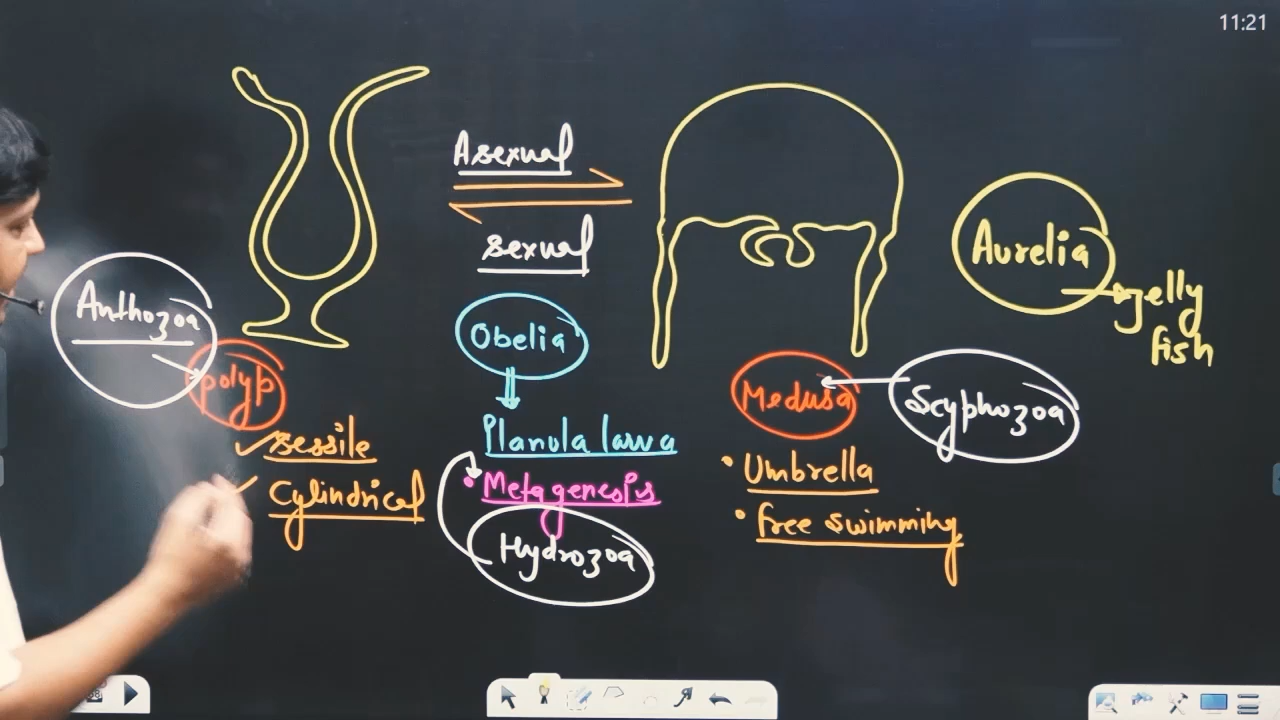 11:21
Asexual
sexual
Anthozoa
polyp
sessile
Cylindrical
Obelia
Planula larva
Metagenesis
Hydrozoa
Aurelia
Jelly
fish
Medusa
Scyphozoa
Umbrella
free swimming